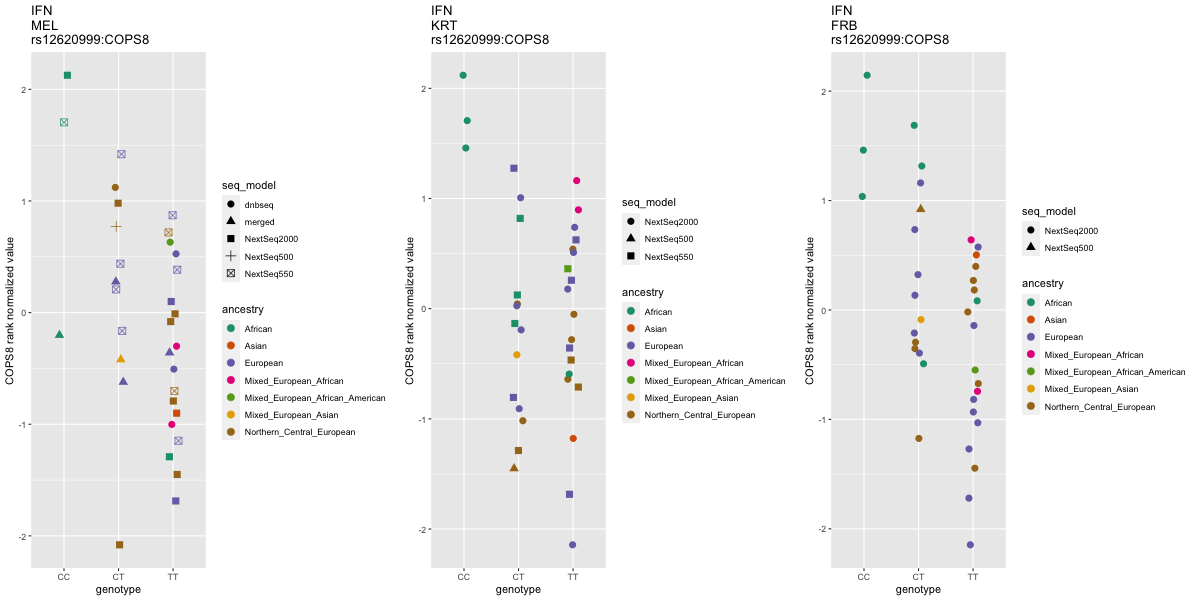 IFN
MEL
rs12620999:COPS8
COPS8 rank normalized value
2
1
0
-1
-2
CC
CT
TT
genotype
seq_model
dnbseq
merged
NextSeq2000
NextSeq500
NextSeq550
ancestry
African
Asian
European
Mixed_European_African
Mixed_European_African_American
Mixed_European_Asian
Northern_Central_European
IFN
KRT
rs12620999:COPS8
COPS8 rank normalized value
2
1
0
-1
-2
CC
CT
TT
genotype
seq_model
NextSeq2000
NextSeq500
NextSeq550
ancestry
African
Asian
European
Mixed_European_African
Mixed_European_African_American
Mixed_European_Asian
Northern_Central_European
IFN
FRB
rs12620999:COPS8
COPS8 rank normalized value
2
1
0
-1
-2
CC
CT
TT
genotype
seq_model
NextSeq2000
NextSeq500
ancestry
African
Asian
European
Mixed_European_African
Mixed_European_African_American
Mixed_European_Asian
Northern_Central_European